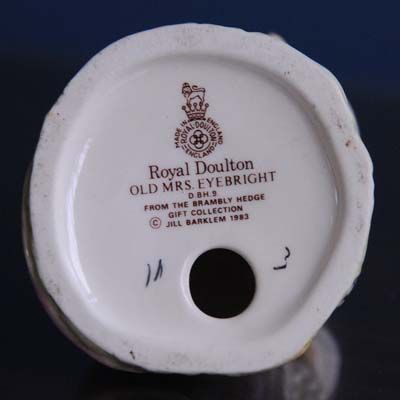 MADE IN ENGLAND
ROYAL·DOULTON
ENGLAND
Royal Doulton
OLD MRS. EYEBRIGHT
D.BH.9.
FROM THE BRAMBLY HEDGE
GIFT COLLECTION
© JILL BARKLEM 1983